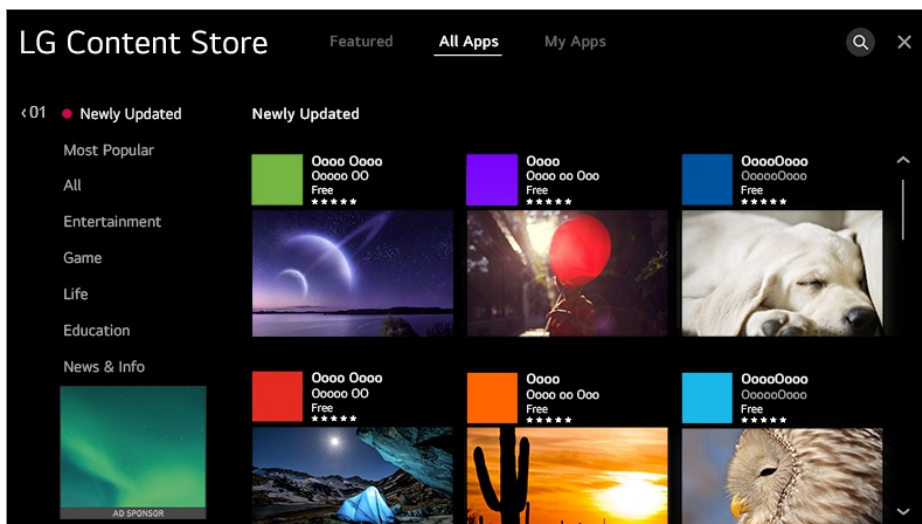 LG Content Store
Featured
All Apps
My Apps
‹01
Newly Updated
Most Popular
All
Entertainment
Game
Life
Education
News & Info
AD SPONSOR
Newly Updated
Oooo Oooo
Ooooo OO
Free
★★★★★
Oooo
Oooo oo Ooo
Free
★★★★★
OoooOooo
OooooOooo
Free
★★★★★
Oooo Oooo
Ooooo OO
Free
★★★★★
Oooo
Oooo oo Ooo
Free
★★★★★
OoooOooo
OooooOooo
Free
★★★★★